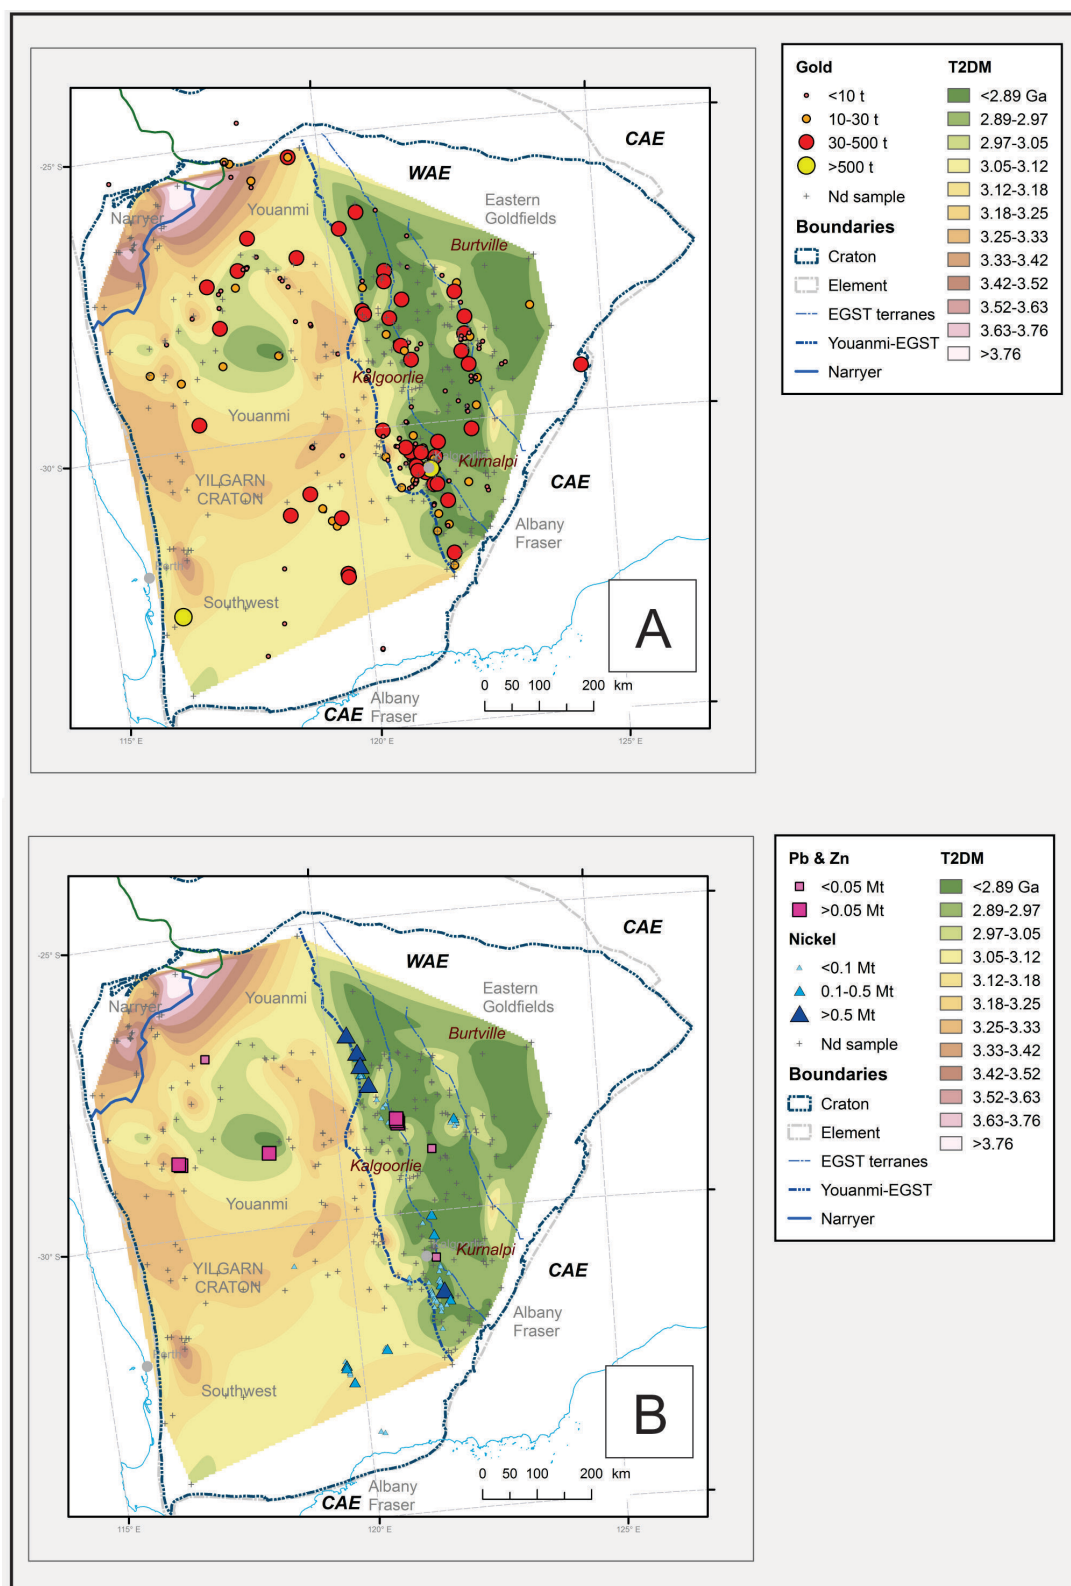 Gold
T2DM
<10 t
<2.89 Ga
10-30 t
2.89-2.97
30-500 t
2.97-3.05
>500 t
3.05-3.12
Nd sample
3.12-3.18
Boundaries
3.18-3.25
Craton
3.25-3.33
Element
3.33-3.42
EGST terranes
3.42-3.52
Youanmi-EGST
3.52-3.63
Narryer
3.63-3.76
>3.76
CAE
-25° S
WAE
Narryer
Youanmi
Eastern
Goldfields
Burtville
Kalgoorlie
Youanmi
Kurnalpi
-30° S
YILGARN
CRATON
CAE
Albany
Fraser
Perth
Southwest
A
0 50 100 200 km
Albany
Fraser
CAE
115° E
120° E
125° E
Pb & Zn
T2DM
<0.05 Mt
<2.89 Ga
>0.05 Mt
2.89-2.97
Nickel
2.97-3.05
<0.1 Mt
3.05-3.12
0.1-0.5 Mt
3.12-3.18
>0.5 Mt
3.18-3.25
Nd sample
3.25-3.33
Boundaries
3.33-3.42
Craton
3.42-3.52
Element
3.52-3.63
EGST terranes
3.63-3.76
Youanmi-EGST
>3.76
Narryer
CAE
-25° S
WAE
Narryer
Youanmi
Eastern
Goldfields
Burtville
Kalgoorlie
Youanmi
Kurnalpi
-30° S
YILGARN
CRATON
CAE
Albany
Fraser
Perth
Southwest
B
0 50 100 200 km
Albany
Fraser
CAE
115° E
120° E
125° E